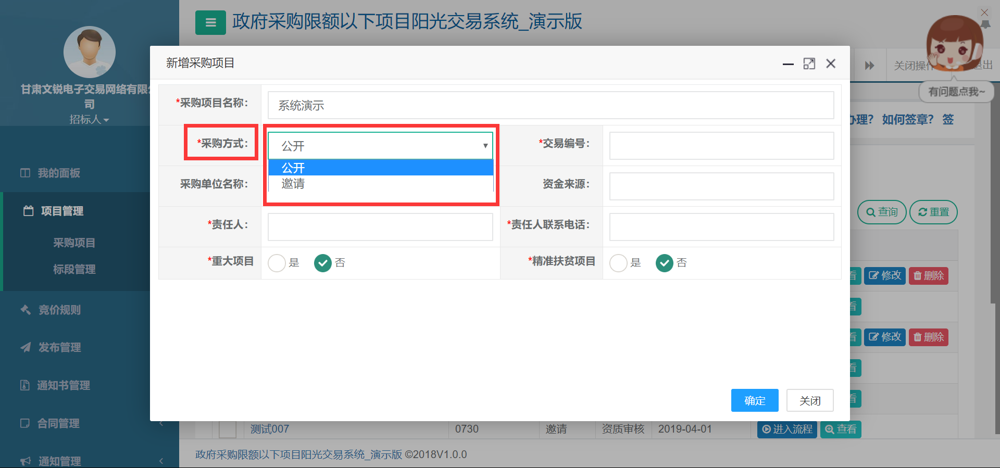 政府采购限额以下项目阳光交易系统_演示版
甘肃文锐电子交易网络有限公
司
招标人
我的面板
项目管理
采购项目
标段管理
竞价规则
发布管理
通知书管理
合同管理
通知管理
关闭操作
退出
有问题点我~
办理? 如何签章? 签
新增采购项目
*采购项目名称:
系统演示
*采购方式:
公开
公开
邀请
*交易编号:
采购单位名称:
资金来源:
*责任人:
*责任人联系电话:
*重大项目
是
否
*精准扶贫项目
是
否
确定
关闭
查询
重置
看
修改
删除
看
看
修改
删除
看
看
测试007
0730
邀请
资质审核
2019-04-01
进入流程
查看
政府采购限额以下项目阳光交易系统_演示版 ©2018V1.0.0